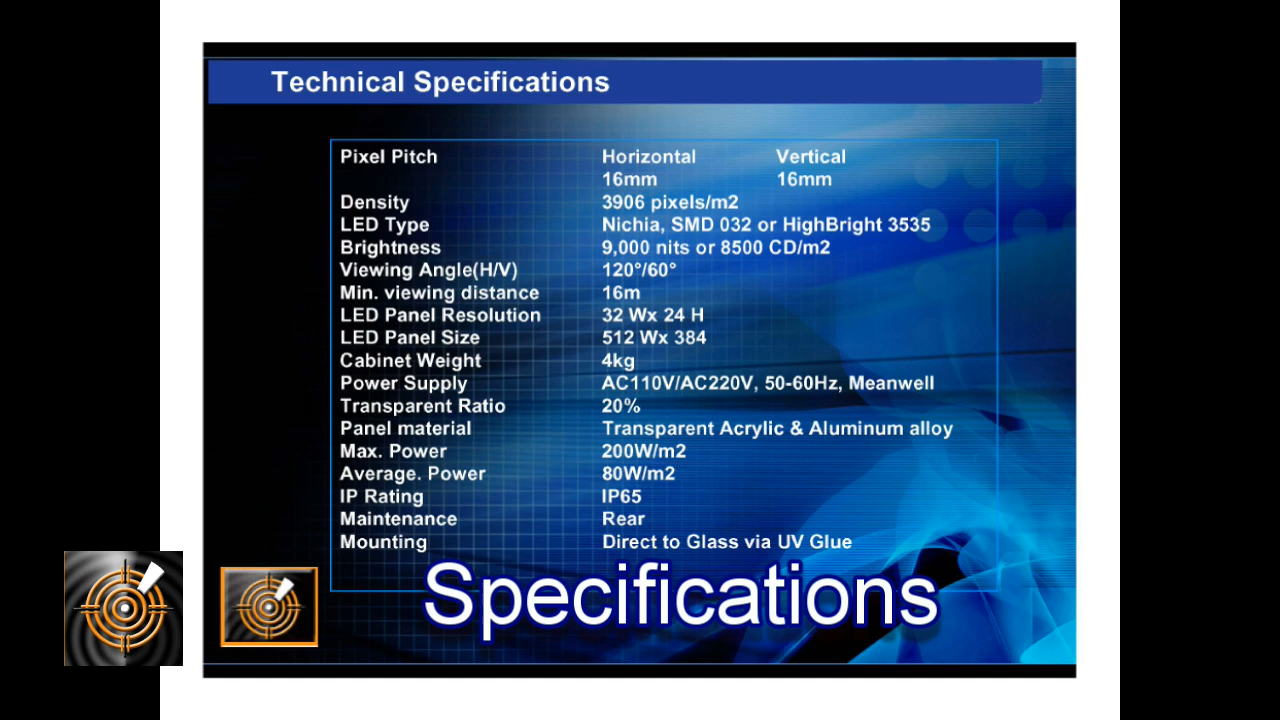 Technical Specifications
Pixel Pitch Horizontal Vertical
16mm 16mm
Density 3906 pixels/m2
LED Type Nichia, SMD 032 or HighBright 3535
Brightness 9,000 nits or 8500 CD/m2
Viewing Angle(H/V) 120°/60°
Min. viewing distance 16m
LED Panel Resolution 32 Wx 24 H
LED Panel Size 512 Wx 384
Cabinet Weight 4kg
Power Supply AC110V/AC220V, 50-60Hz, Meanwell
Transparent Ratio 20%
Panel material Transparent Acrylic & Aluminum alloy
Max. Power 200W/m2
Average. Power 80W/m2
IP Rating IP65
Maintenance Rear
Mounting Direct to Glass via UV Glue
Specifications